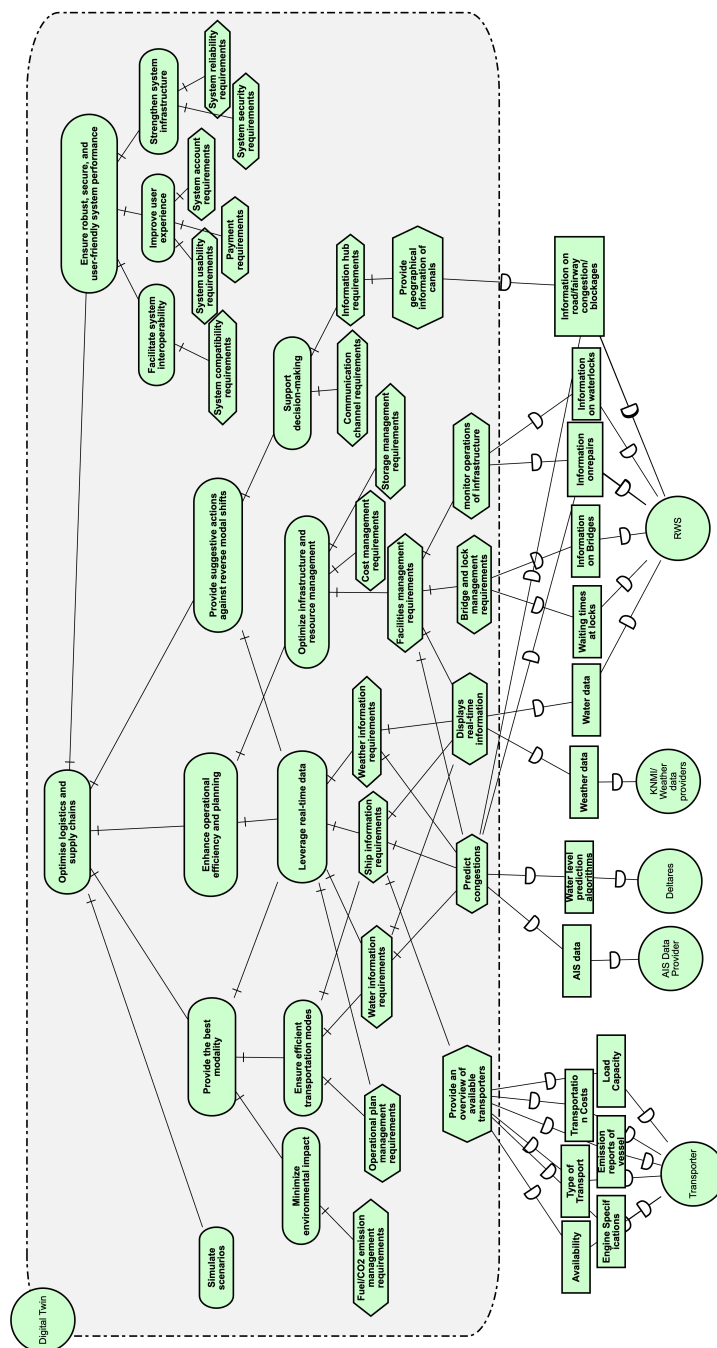 Digital Twin
Optimise logistics and
supply chains
Ensure robust, secure, and
user-friendly system performance
Simulate
scenarios
Provide the best
modality
Enhance operational
efficiency and planning
Provide suggestive actions
against reverse modal shifts
Facilitate system
interoperability
Improve user
experience
Strengthen system
infrastructure
System compatibility
requirements
System usability
requirements
Payment
requirements
System account
requirements
System security
requirements
System reliability
requirements
Minimize
environmental impact
Ensure efficient
transportation modes
Leverage real-time data
Optimize infrastructure and
resource management
Support
decision-making
Fuel/CO2 emission
management
requirements
Operational plan
management
requirements
Water information
requirements
Ship information
requirements
Weather information
requirements
Facilities management
requirements
Cost management
requirements
Storage management
requirements
Communication
channel requirements
Information hub
requirements
Provide
geographical
information of
canals
Provide an
overview of
available
transporters
Predict
congestions
Displays
real-time
information
Bridge and lock
management
requirements
monitor operations
of infrastructure
Availability
Engine Specif
ications
Type of
Transport
Emission
reports of
vessel
Transportatio
n Costs
Load
Capacity
AIS data
Water level
prediction
algorithms
Weather data
Water data
Waiting times
at locks
Information
on Bridges
Information
onrepairs
Information
on waterlocks
Information on
road/fairway
congestion/
blockages
Transporter
AIS Data
Provider
Deltares
KNMI/
Weather
data
providers
RWS